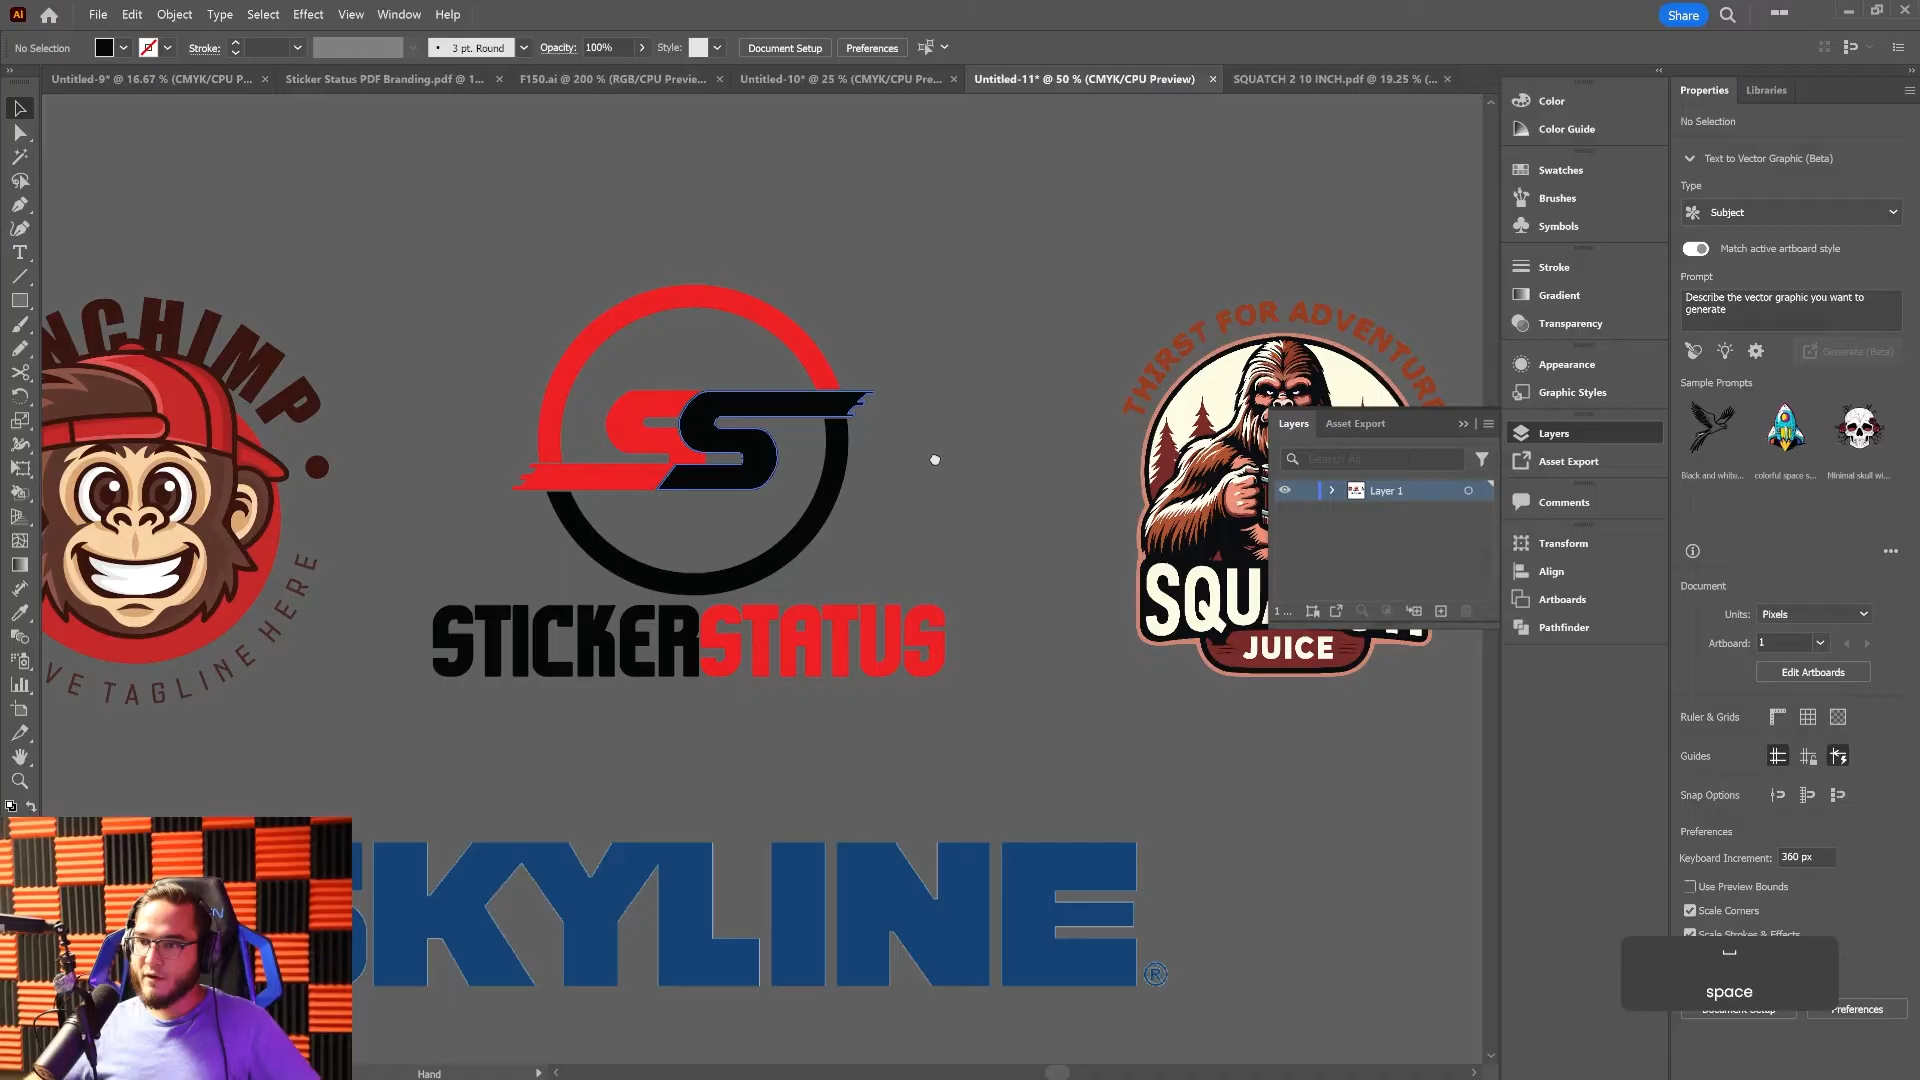 Ai File Edit Object Type Select Effect View Window Help Share
No Selection Stroke: 3 pt. Round Opacity: 100% Style: Document Setup Preferences
Untitled-9* @ 16.67 % (CMYK/CPU P... Sticker Status PDF Branding.pdf @ 1... F150.ai @ 200 % (RGB/CPU Previe... Untitled-10* @ 25 % (CMYK/CPU Pre... Untitled-11* @ 50 % (CMYK/CPU Preview) SQUATCH 2 10 INCH.pdf @ 19.25 % (...
Color
Color Guide
Swatches
Brushes
Symbols
Stroke
Gradient
Transparency
Appearance
Graphic Styles
Layers
Asset Export
Comments
Transform
Align
Artboards
Pathfinder
Properties Libraries
No Selection
Text to Vector Graphic (Beta)
Type
Subject
Match active artboard style
Prompt
Describe the vector graphic you want to
generate
Generate (Beta)
Sample Prompts
Black and white... colorful space s... Minimal skull wi...
Document
Units: Pixels
Artboard: 1
Edit Artboards
Ruler & Grids
Guides
Snap Options
Preferences
Keyboard Increment: 360 px
Use Preview Bounds
Scale Corners
Scale Strokes & Effects
space
Document Setup Preferences
Layers Asset Export
Search All
Layer 1
1 ...
NCHIMP
VE TAGLINE HERE
SS
STICKERSTATUS
THIRST FOR ADVENTURE
SQU
JUICE
SKYLINE®
Hand